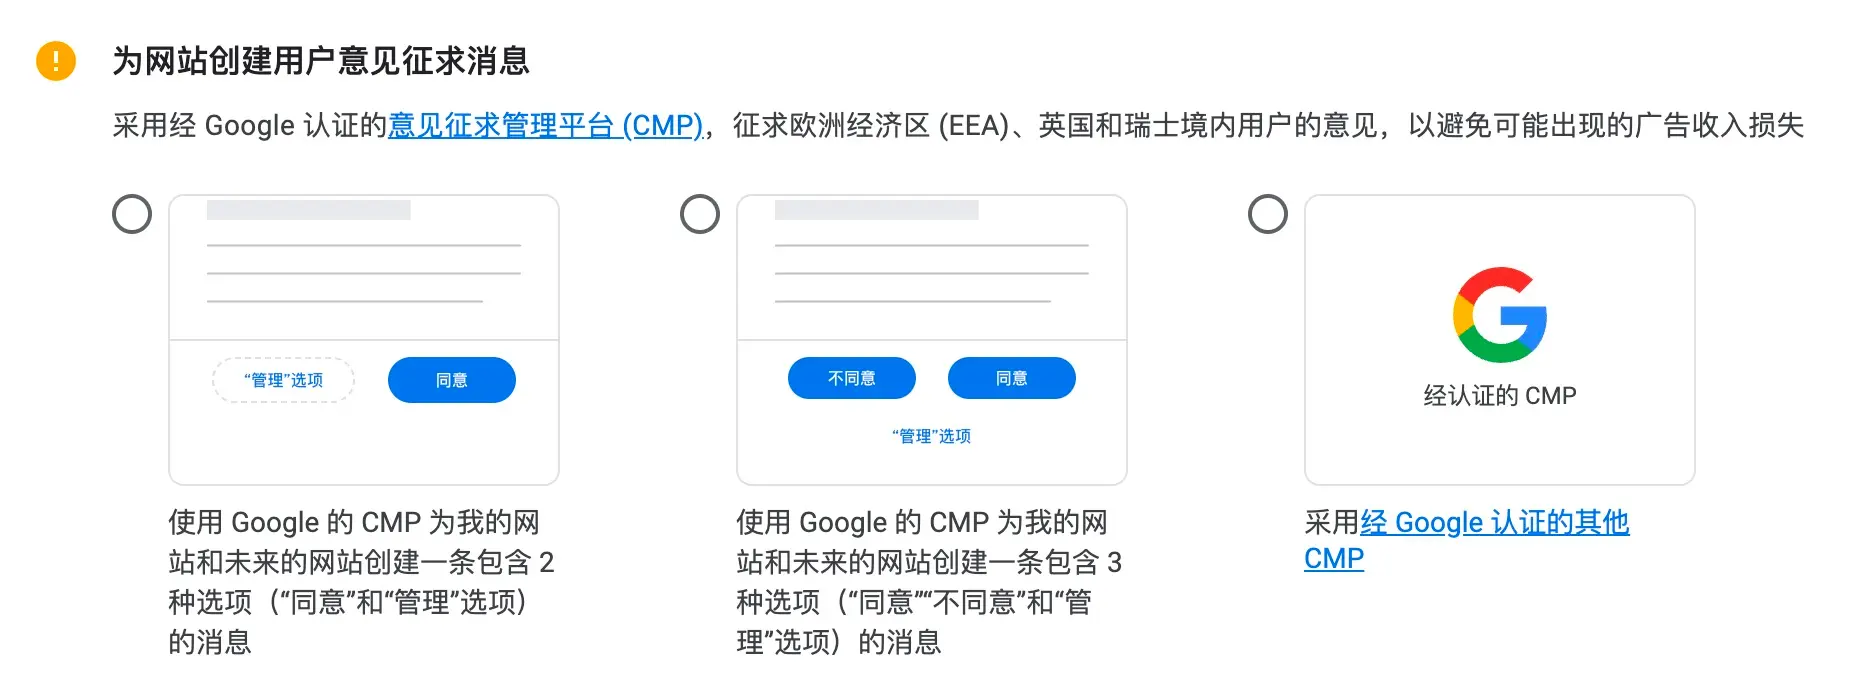 为网站创建用户意见征求消息
采用经 Google 认证的意见征求管理平台 (CMP)，征求欧洲经济区 (EEA)、英国和瑞士境内用户的意见，以避免可能出现的广告收入损失
“管理”选项
同意
使用 Google 的 CMP 为我的网
站和未来的网站创建一条包含 2
种选项（“同意”和“管理”选项）
的消息
不同意
同意
“管理”选项
使用 Google 的 CMP 为我的网
站和未来的网站创建一条包含 3
种选项（“同意”“不同意”和“管
理”选项）的消息
经认证的 CMP
采用经 Google 认证的其他
CMP